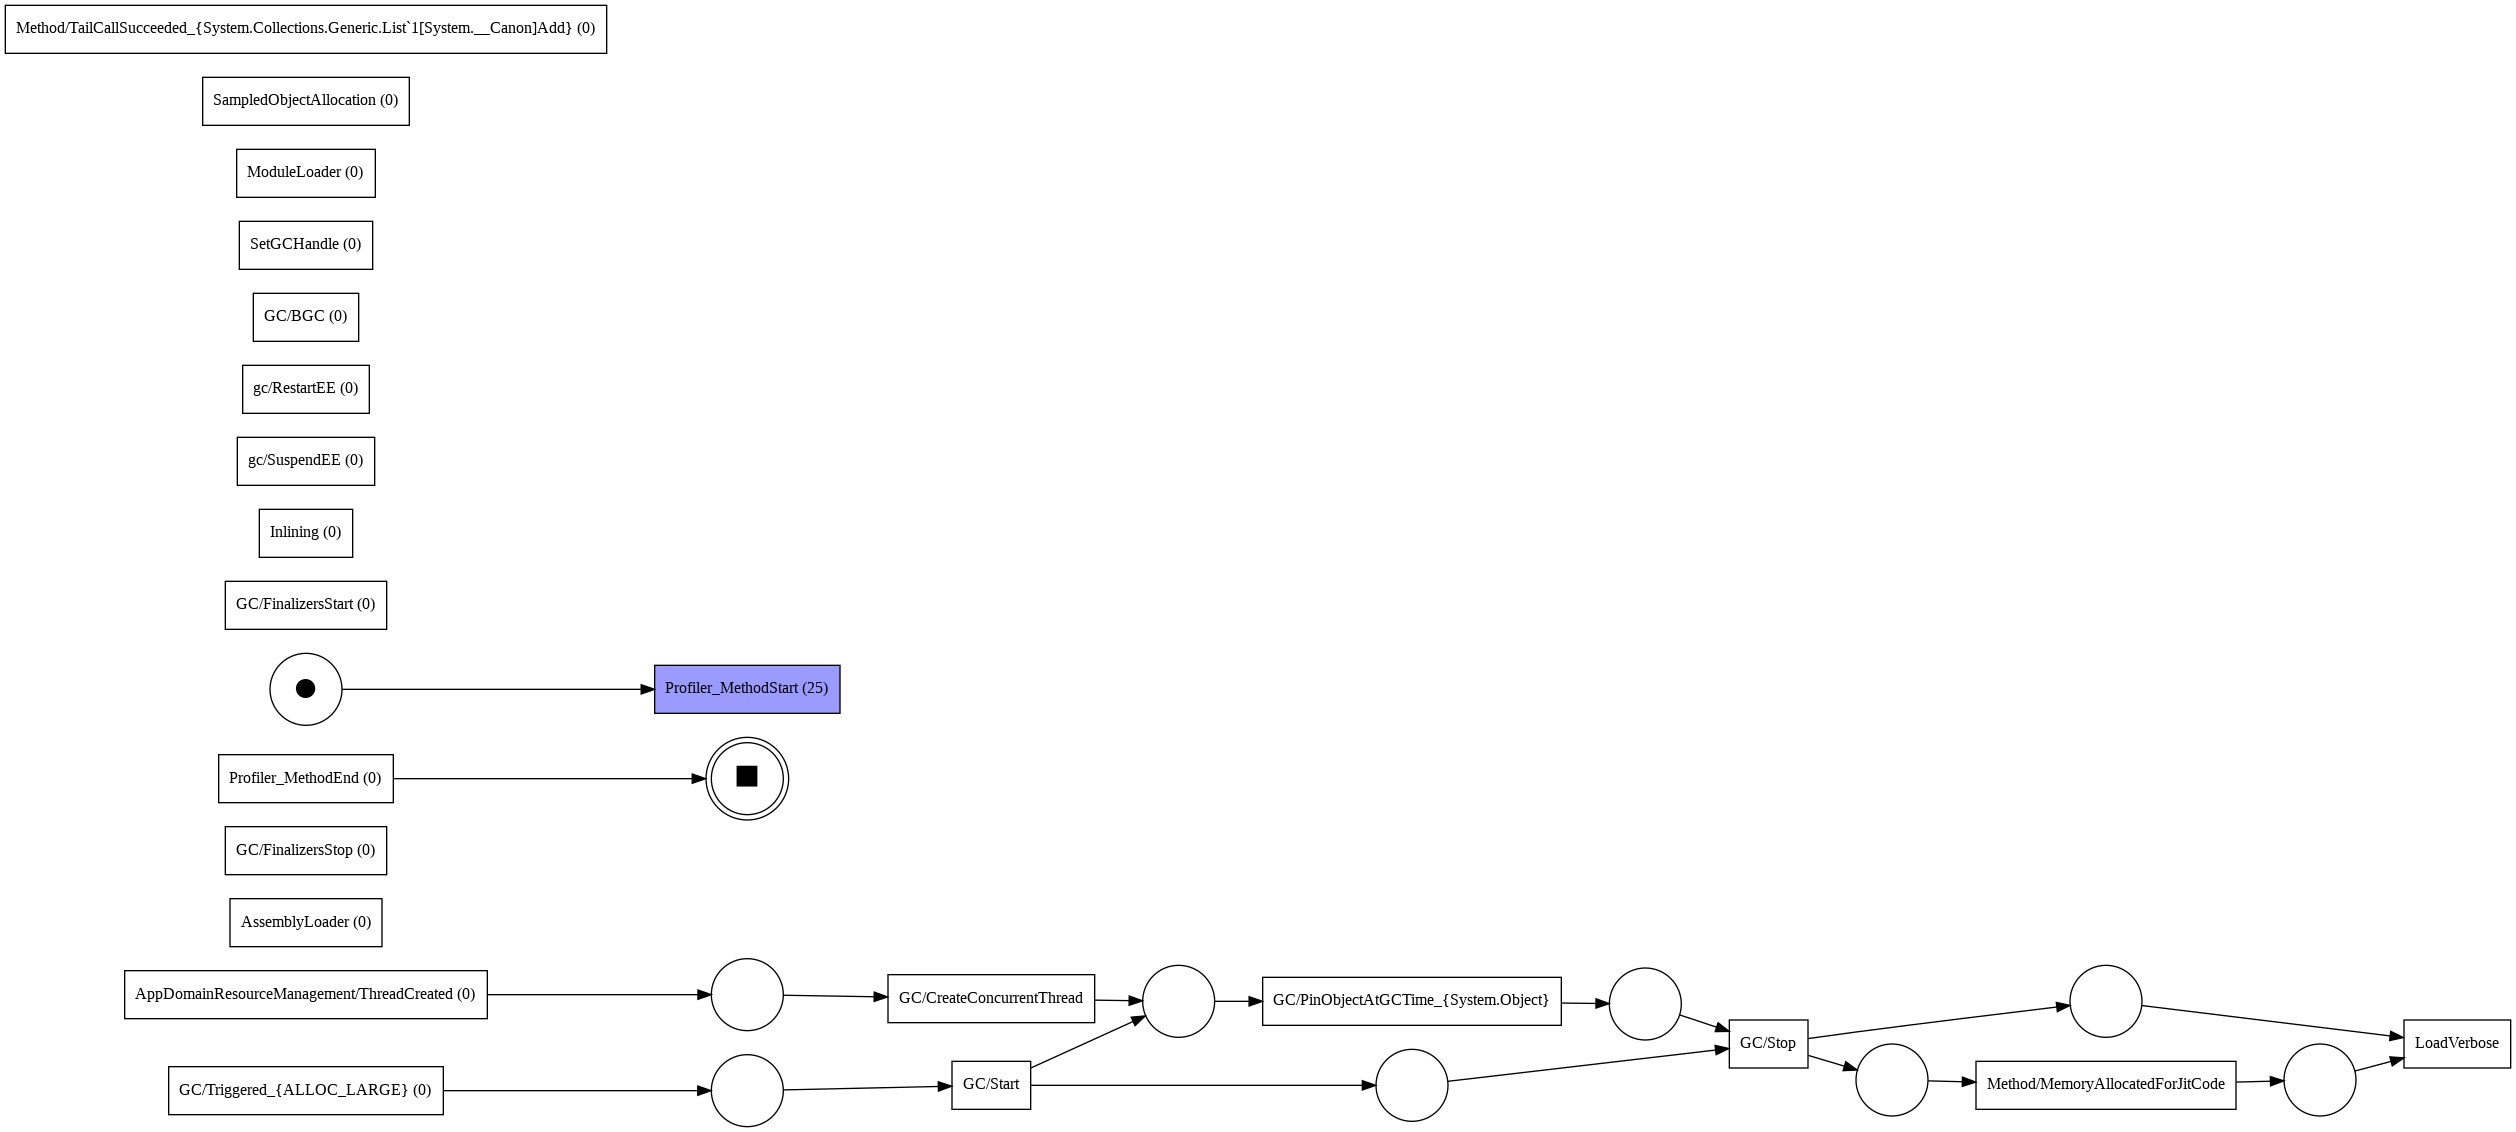 Method/TailCallSucceeded_{System.Collections.Generic.List`1[System.__Canon]Add} (0)
SampledObjectAllocation (0)
ModuleLoader (0)
SetGCHandle (0)
GC/BGC (0)
gc/RestartEE (0)
gc/SuspendEE (0)
Inlining (0)
GC/FinalizersStart (0)
Profiler_MethodStart (25)
Profiler_MethodEnd (0)
GC/FinalizersStop (0)
AssemblyLoader (0)
AppDomainResourceManagement/ThreadCreated (0)
GC/CreateConcurrentThread
GC/PinObjectAtGCTime_{System.Object}
GC/Stop
LoadVerbose
GC/Triggered_{ALLOC_LARGE} (0)
GC/Start
Method/MemoryAllocatedForJitCode